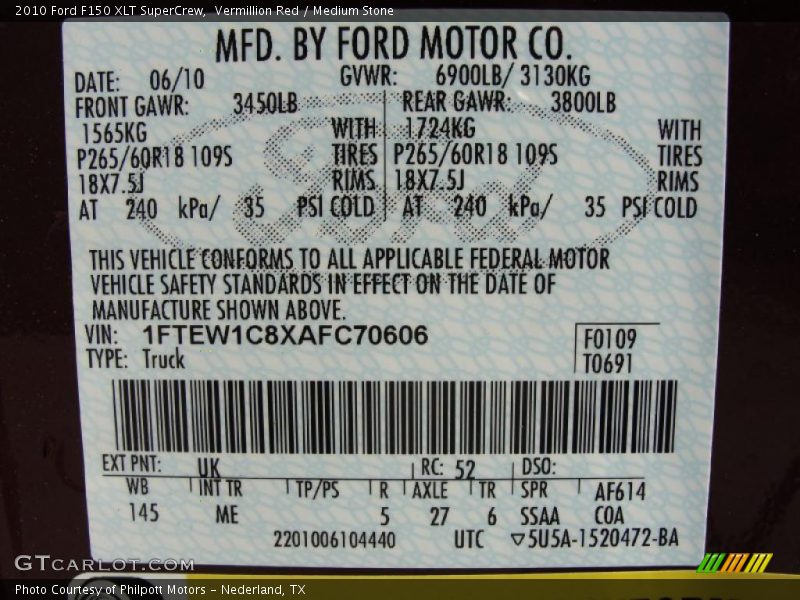 2010 Ford F150 XLT SuperCrew,  Vermillion Red / Medium Stone
MFD. BY FORD MOTOR CO.
DATE: 06/10 GVWR: 6900LB/ 3130KG
FRONT GAWR: 3450LB REAR GAWR: 3800LB
1565KG WITH 1724KG WITH
P265/60R18 109S TIRES P265/60R18 109S TIRES
18X7.5J RIMS 18X7.5J RIMS
AT 240 kPa/ 35 PSI COLD AT 240 kPa/ 35 PSI COLD
THIS VEHICLE CONFORMS TO ALL APPLICABLE FEDERAL MOTOR
VEHICLE SAFETY STANDARDS IN EFFECT ON THE DATE OF
MANUFACTURE SHOWN ABOVE.
VIN: 1FTEW1C8XAFC70606 F0109
TYPE: Truck T0691
EXT PNT: UK RC: 52 DSO:
WB INT TR TP/PS R AXLE TR SPR AF614
145 ME 5 27 6 SSAA COA
2201006104440 UTC ▽5U5A-1520472-BA
GTCARLOT.COM
Photo Courtesy of Philpott Motors – Nederland, TX